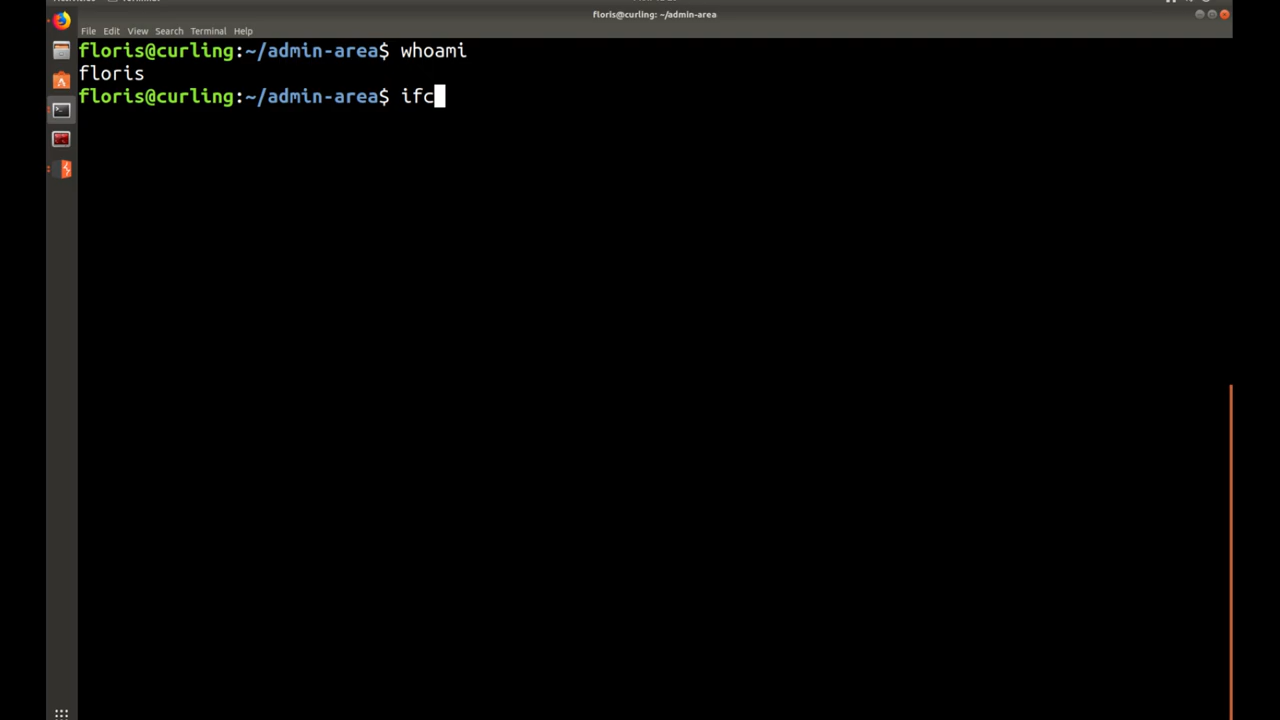 floris@curling: ~/admin-area
File Edit View Search Terminal Help
floris@curling:~/admin-area$ whoami
floris
floris@curling:~/admin-area$ ifc